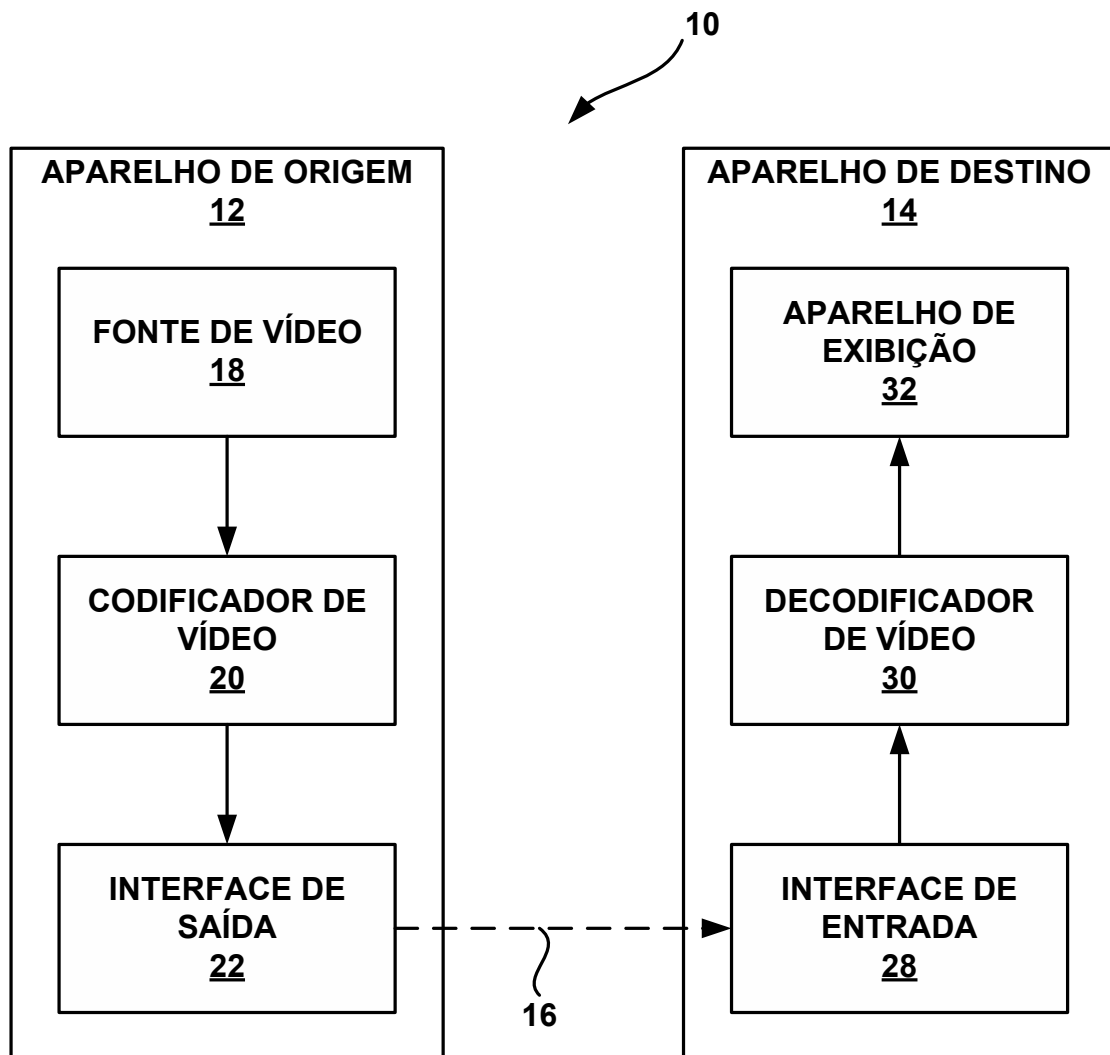 10
APARELHO DE ORIGEM
12
FONTE DE VÍDEO
18
CODIFICADOR DE
VÍDEO
20
INTERFACE DE
SAÍDA
22
16
APARELHO DE DESTINO
14
APARELHO DE
EXIBIÇÃO
32
DECODIFICADOR
DE VÍDEO
30
INTERFACE DE
ENTRADA
28